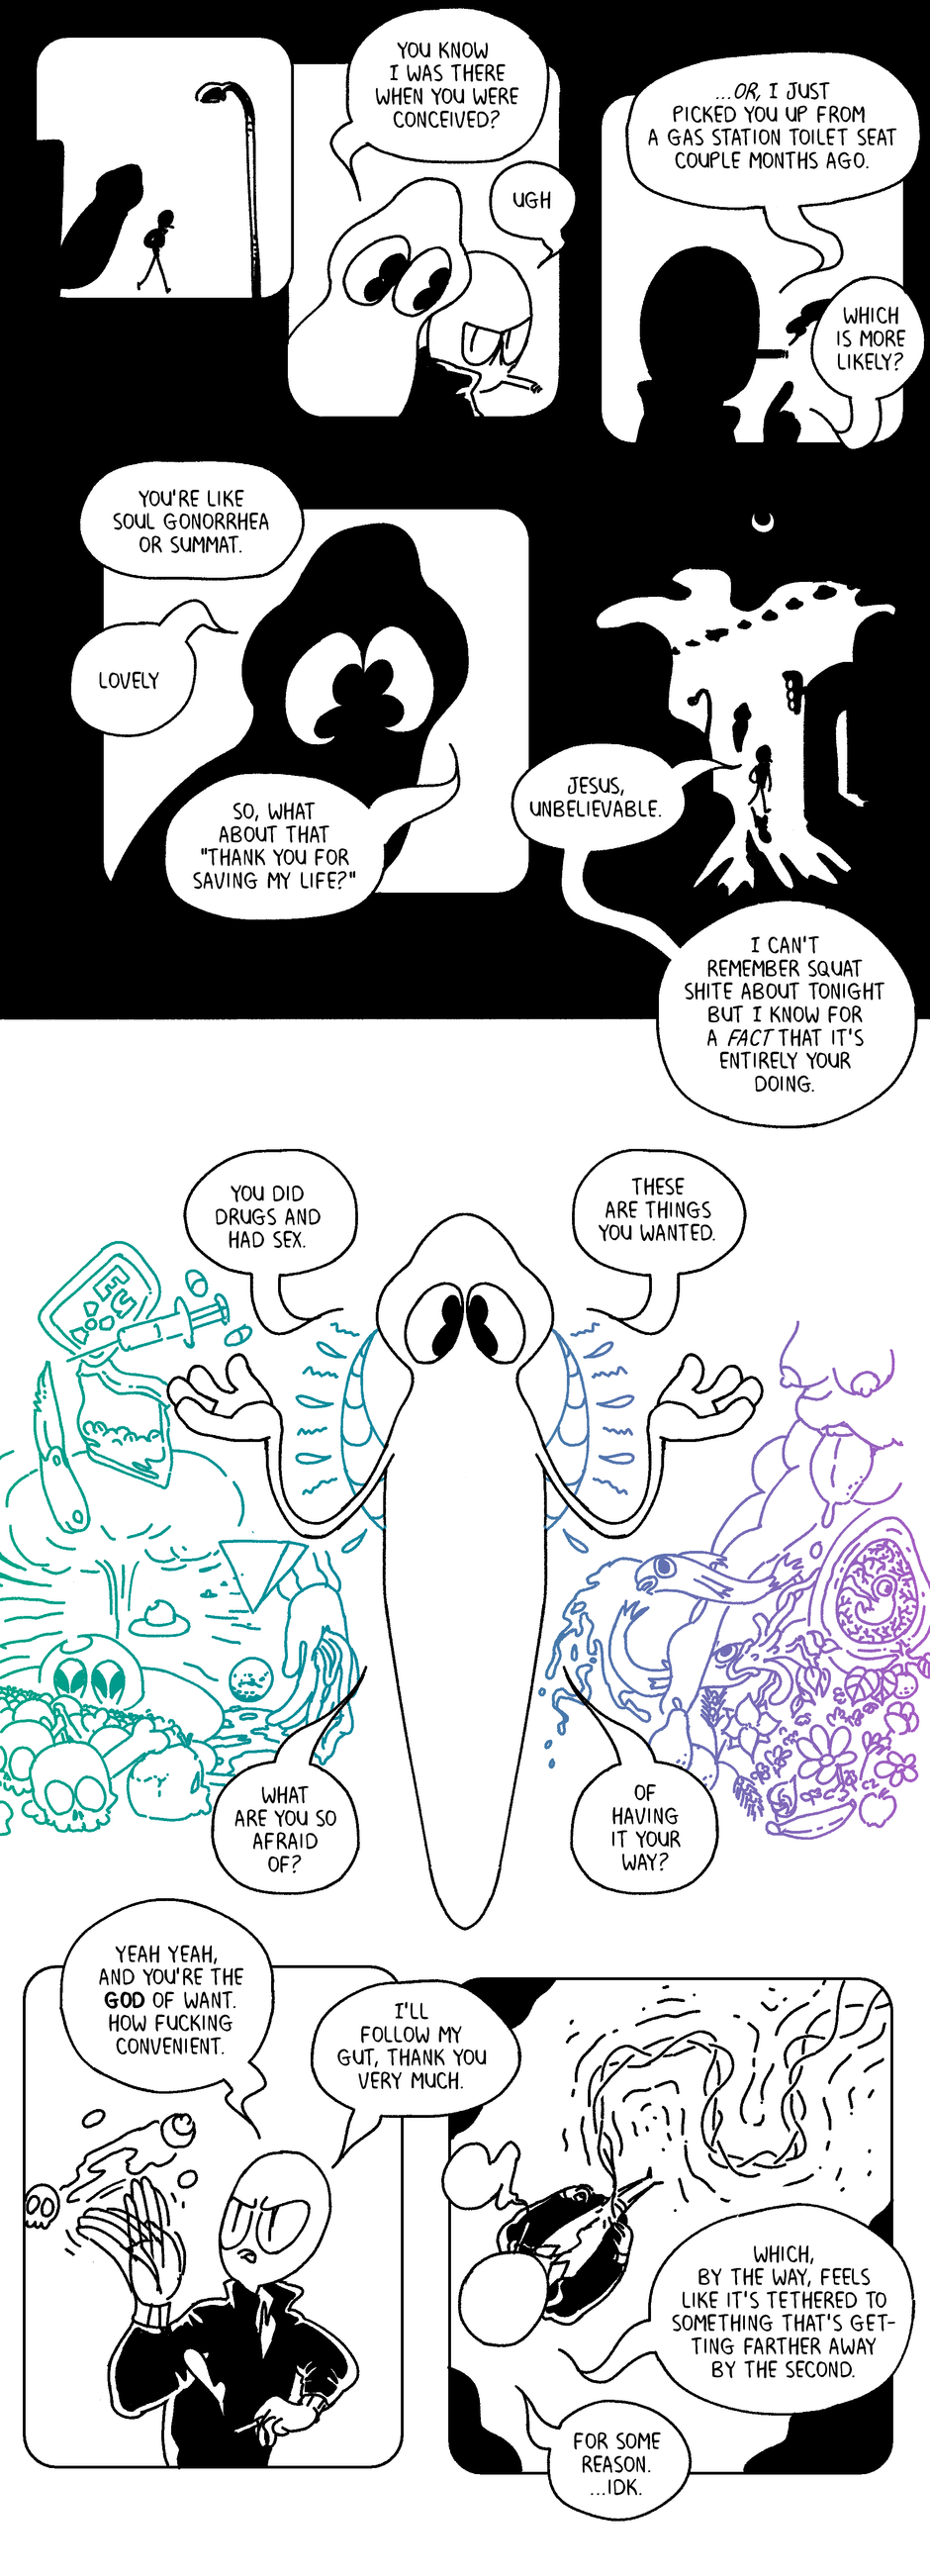 YOU KNOW
I WAS THERE
WHEN YOU WERE
CONCEIVED?
UGH
...OR, I JUST
PICKED YOU UP FROM
A GAS STATION TOILET SEAT
COUPLE MONTHS AGO.
WHICH
IS MORE
LIKELY?
YOU'RE LIKE
SOUL GONORRHEA
OR SUMMAT.
LOVELY
SO, WHAT
ABOUT THAT
"THANK YOU FOR
SAVING MY LIFE?"
JESUS,
UNBELIEVABLE.
I CAN'T
REMEMBER SQUAT
SHITE ABOUT TONIGHT
BUT I KNOW FOR
A FACT THAT IT'S
ENTIRELY YOUR
DOING.
YOU DID
DRUGS AND
HAD SEX.
THESE
ARE THINGS
YOU WANTED.
Eu
WHAT
ARE YOU SO
AFRAID
OF?
OF
HAVING
IT YOUR
WAY?
YEAH YEAH,
AND YOU'RE THE
GOD OF WANT.
HOW FUCKING
CONVENIENT.
I'LL
FOLLOW MY
GUT, THANK YOU
VERY MUCH.
WHICH,
BY THE WAY, FEELS
LIKE IT'S TETHERED TO
SOMETHING THAT'S GET-
TING FARTHER AWAY
BY THE SECOND.
FOR SOME
REASON.
...IDK.